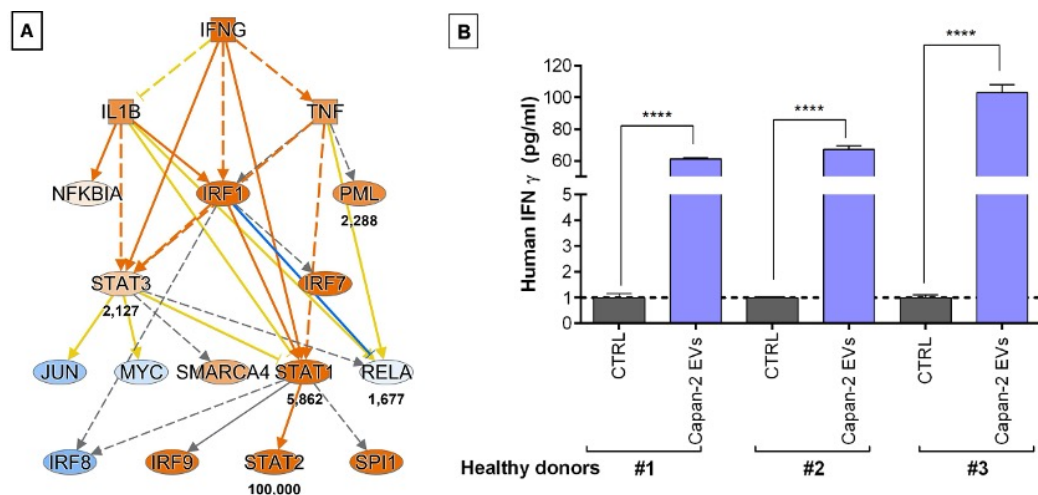 A
IFNG
IL1B
TNF
NFKBIA
IRF1
PML
2,288
STAT3
IRF7
2,127
JUN
MYC
SMARCA4
STAT1
RELA
5,862
1,677
IRF8
IRF9
STAT2
SPI1
100.000
B
Human IFN γ (pg/ml)
120
100
80
60
5
4
3
2
1
0
****
****
****
CTRL
Capan-2 EVs
CTRL
Capan-2 EVs
CTRL
Capan-2 EVs
Healthy donors #1 #2 #3